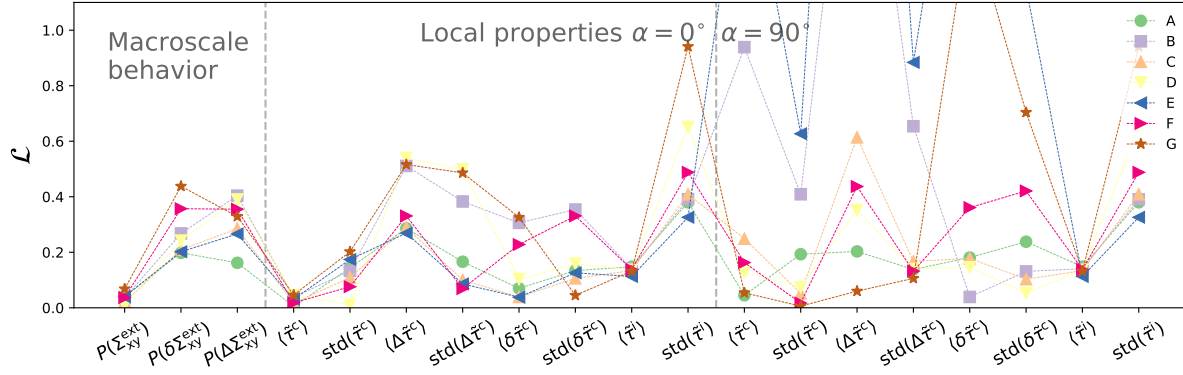 Macroscale
behavior
Local properties α = 0° α = 90°
A
B
C
D
E
F
G
ℒ
1.0
0.8
0.6
0.4
0.2
0.0
P(Σ_xy^ext)
P(δΣ_xy^ext)
P(ΔΣ_xy^ext)
⟨τ̄^c⟩
std(τ̄^c)
⟨Δτ̄^c⟩
std(Δτ̄^c)
⟨δτ̄^c⟩
std(δτ̄^c)
⟨τ̄^l⟩
std(τ̄^l)
⟨τ̄^c⟩
std(τ̄^c)
⟨Δτ̄^c⟩
std(Δτ̄^c)
⟨δτ̄^c⟩
std(δτ̄^c)
⟨τ̄^l⟩
std(τ̄^l)